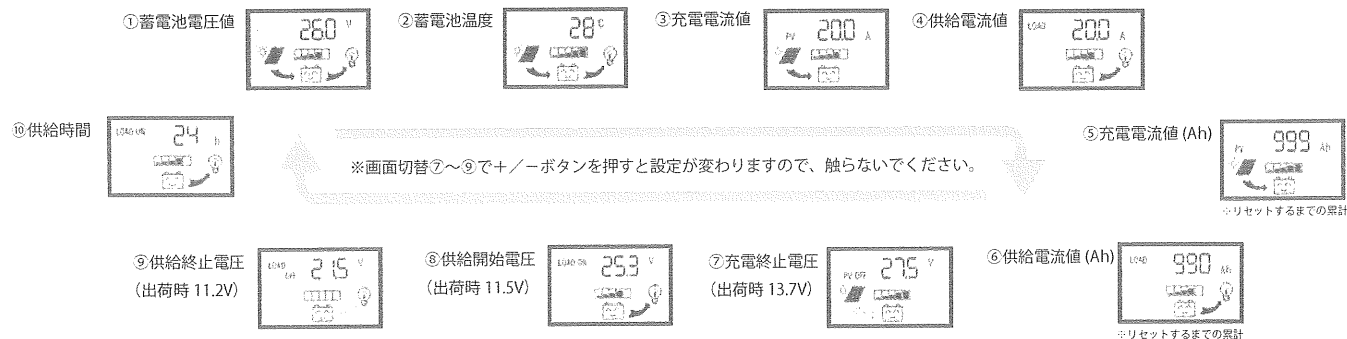 ①蓄電池電圧値
26.0 V
②蓄電池温度
28 °C
③充電電流値
PV 20.0 A
④供給電流値
LOAD 20.0 A
⑩供給時間
LOAD ON 24 h
※画面切替⑦〜⑨で+/−ボタンを押すと設定が変わりますので、触らないでください。
⑤充電電流値 (Ah)
PV 999 Ah
※リセットするまでの累計
⑨供給終止電圧
(出荷時 11.2V)
LOAD OFF 21.5 V
⑧供給開始電圧
(出荷時 11.5V)
LOAD ON 25.3 V
⑦充電終止電圧
(出荷時 13.7V)
PV OFF 27.5 V
⑥供給電流値 (Ah)
LOAD 990 Ah
※リセットするまでの累計